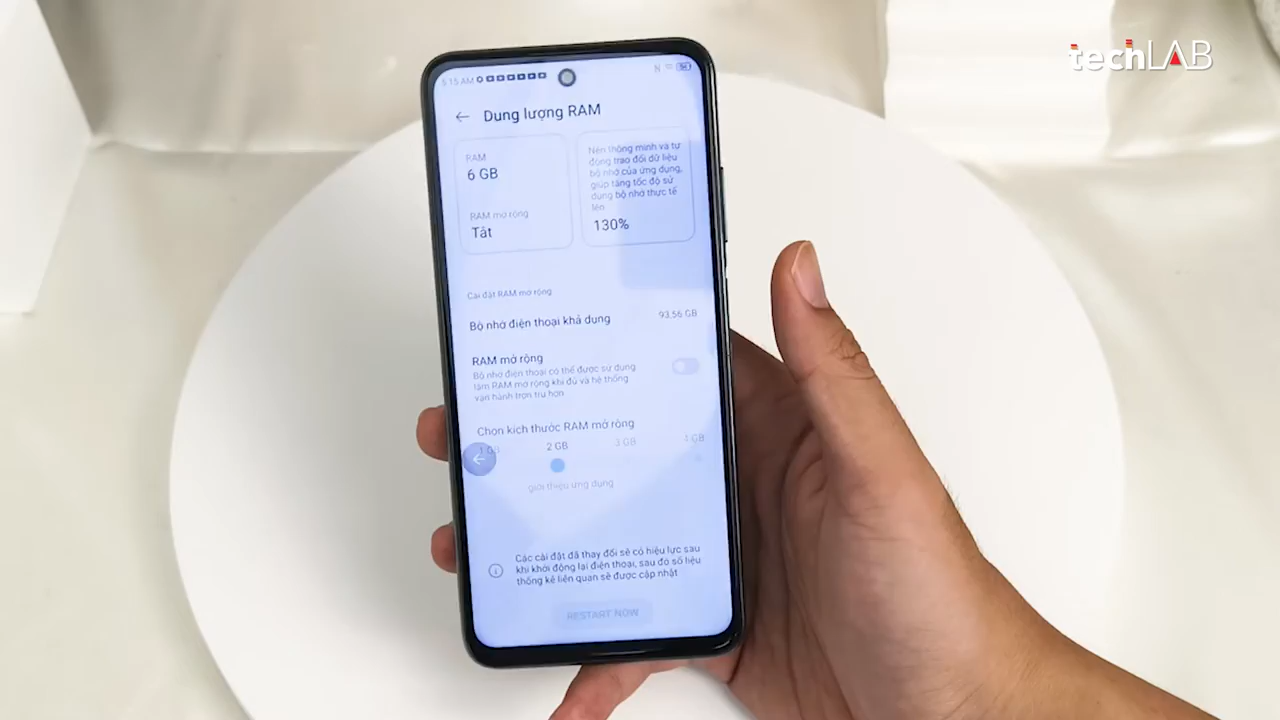 techLAB
5:15 AM
Dung lượng RAM
RAM
6 GB
RAM mở rộng
Tắt
Nén thông minh và tự
động trao đổi dữ liệu
bộ nhớ của ứng dụng,
giúp tăng tốc độ sử
dụng bộ nhớ thực tế
lên
130%
Cài đặt RAM mở rộng
Bộ nhớ điện thoại khả dụng 93.56 GB
RAM mở rộng
Bộ nhớ điện thoại có thể được sử dụng
làm RAM mở rộng khi đủ và hệ thống
vận hành trơn tru hơn
Chọn kích thước RAM mở rộng
1 GB 2 GB 3 GB 4 GB
giới thiệu ứng dụng
Các cài đặt đã thay đổi sẽ có hiệu lực sau
khi khởi động lại điện thoại, sau đó số liệu
thống kê liên quan sẽ được cập nhật
RESTART NOW